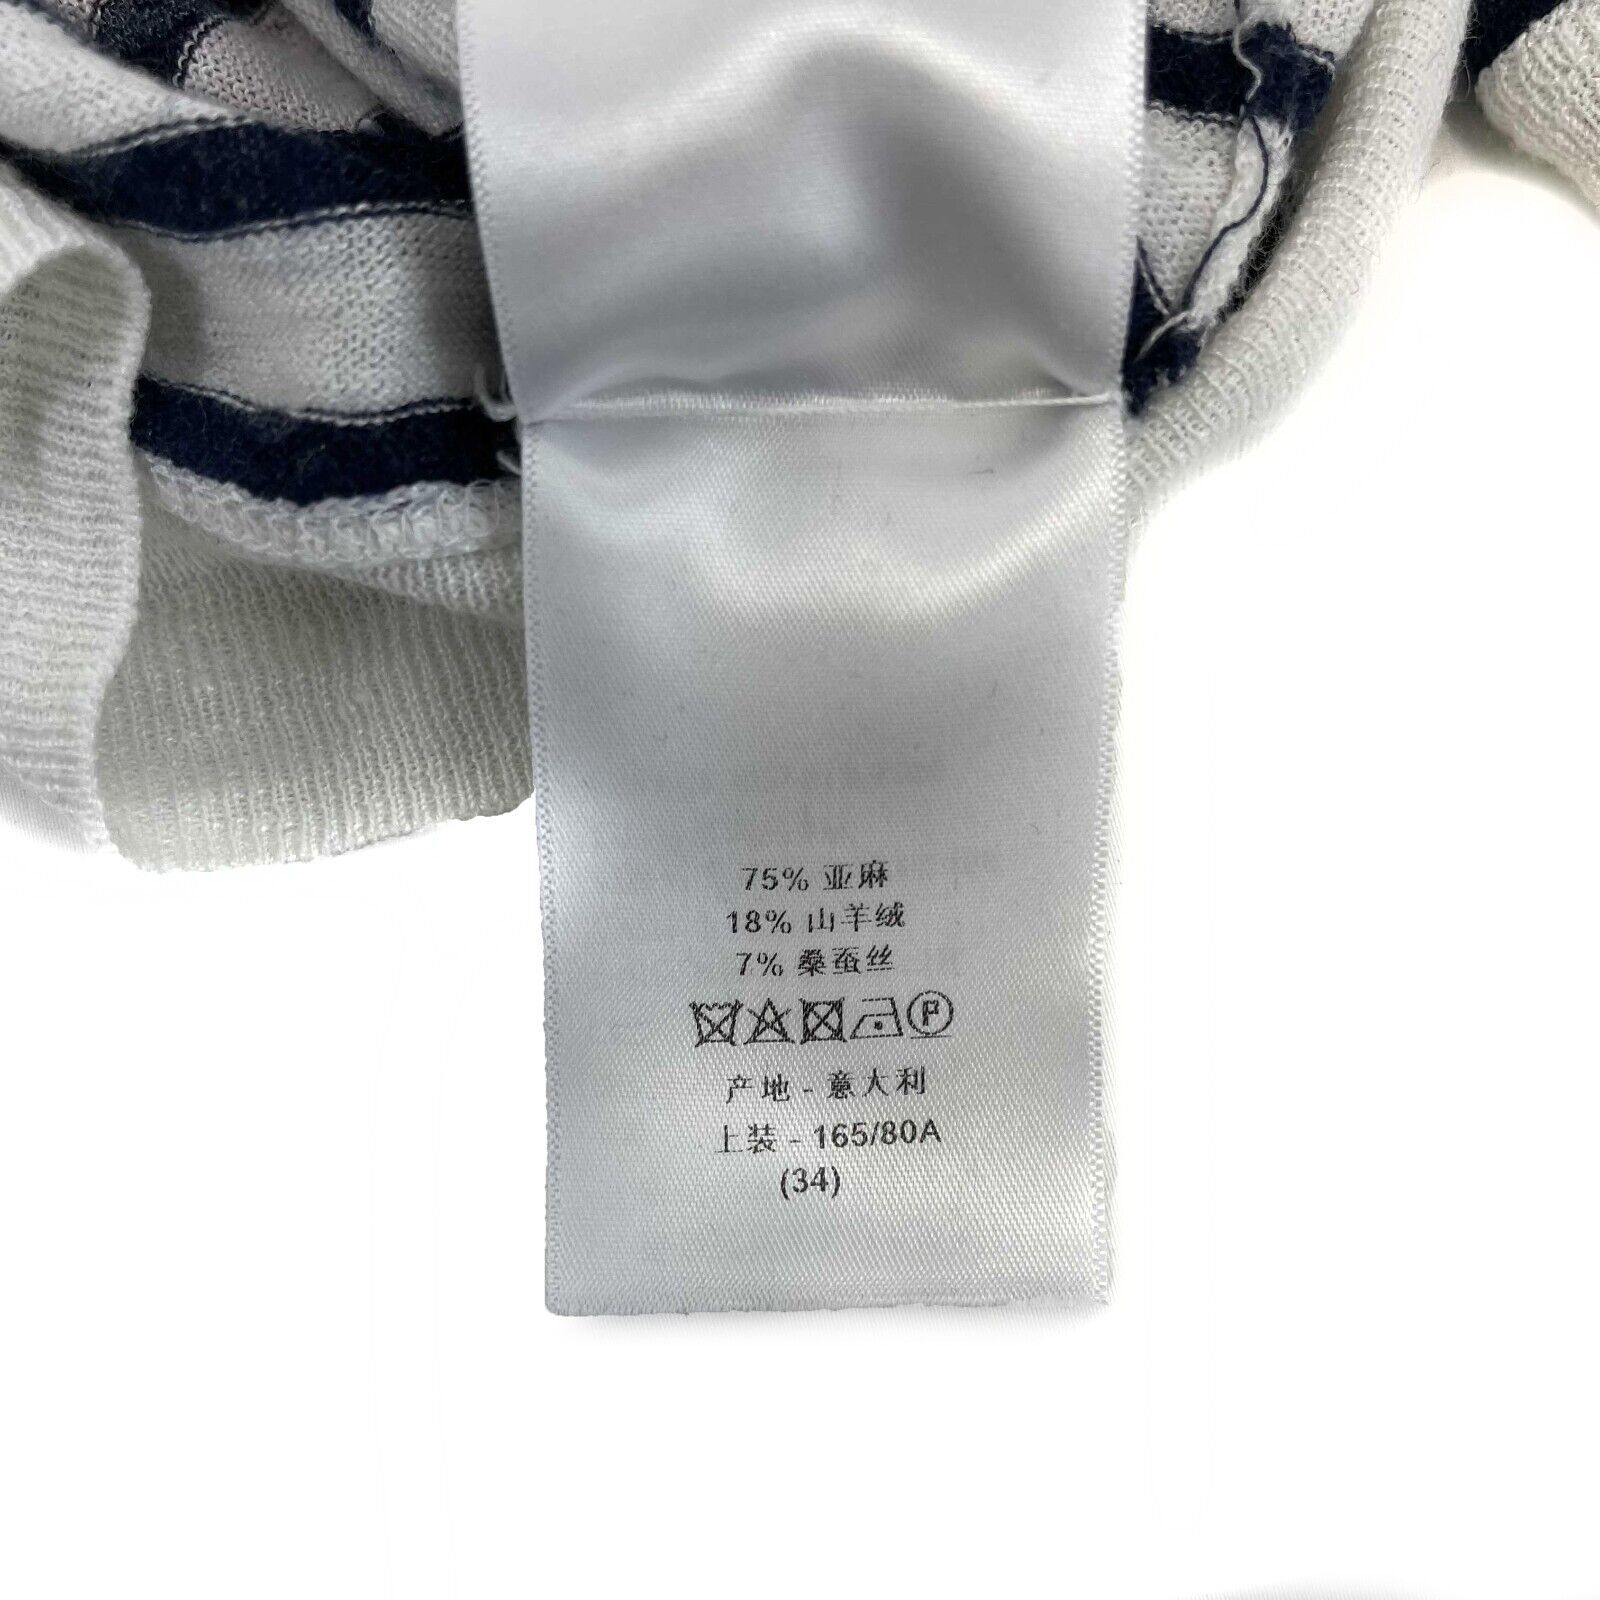 75% 亚麻
18% 山羊绒
7% 桑蚕丝
P
产地 - 意大利
上装 - 165/80A
(34)